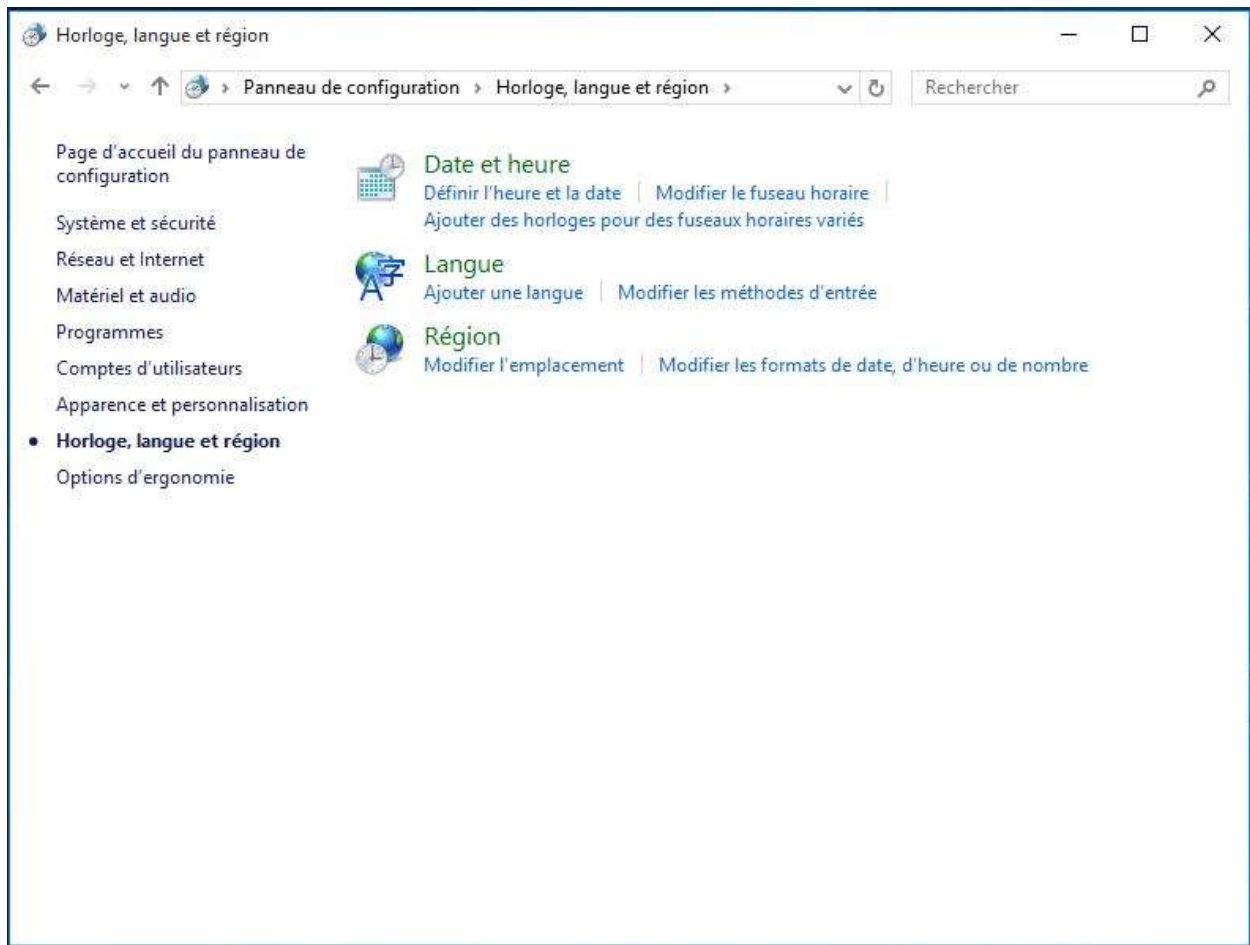 Horloge, langue et région
Panneau de configuration › Horloge, langue et région ›
Rechercher
Page d'accueil du panneau de
configuration
Système et sécurité
Réseau et Internet
Matériel et audio
Programmes
Comptes d'utilisateurs
Apparence et personnalisation
Horloge, langue et région
Options d'ergonomie
Date et heure
Définir l'heure et la date | Modifier le fuseau horaire |
Ajouter des horloges pour des fuseaux horaires variés
Langue
Ajouter une langue | Modifier les méthodes d'entrée
Région
Modifier l'emplacement | Modifier les formats de date, d'heure ou de nombre